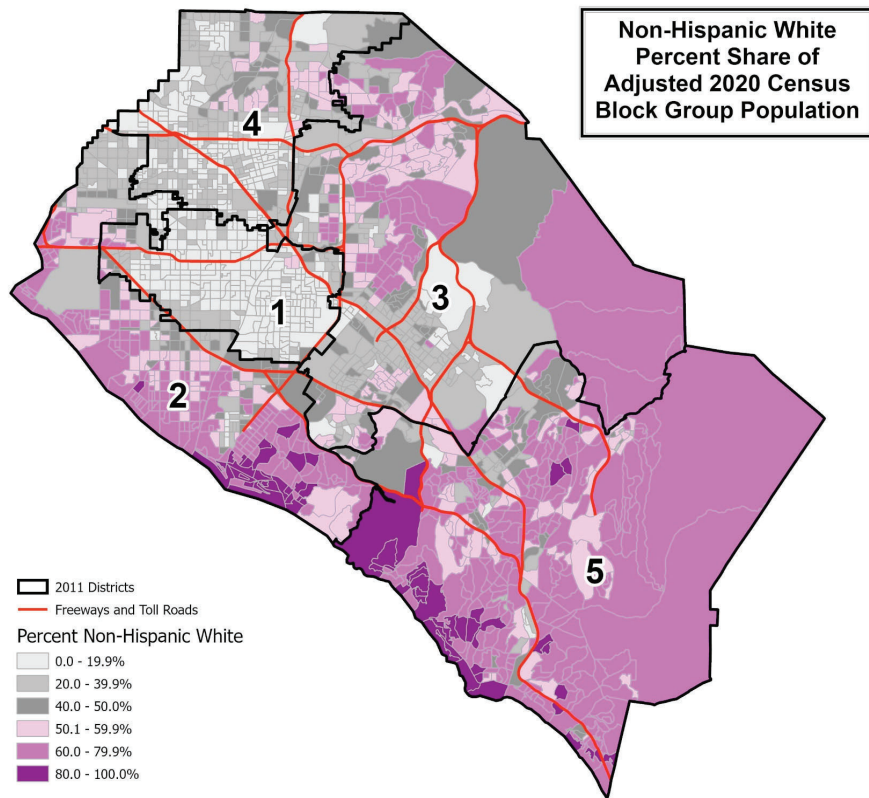 Non-Hispanic White
Percent Share of
Adjusted 2020 Census
Block Group Population
4
3
1
2
5
2011 Districts
Freeways and Toll Roads
Percent Non-Hispanic White
0.0 - 19.9%
20.0 - 39.9%
40.0 - 50.0%
50.1 - 59.9%
60.0 - 79.9%
80.0 - 100.0%